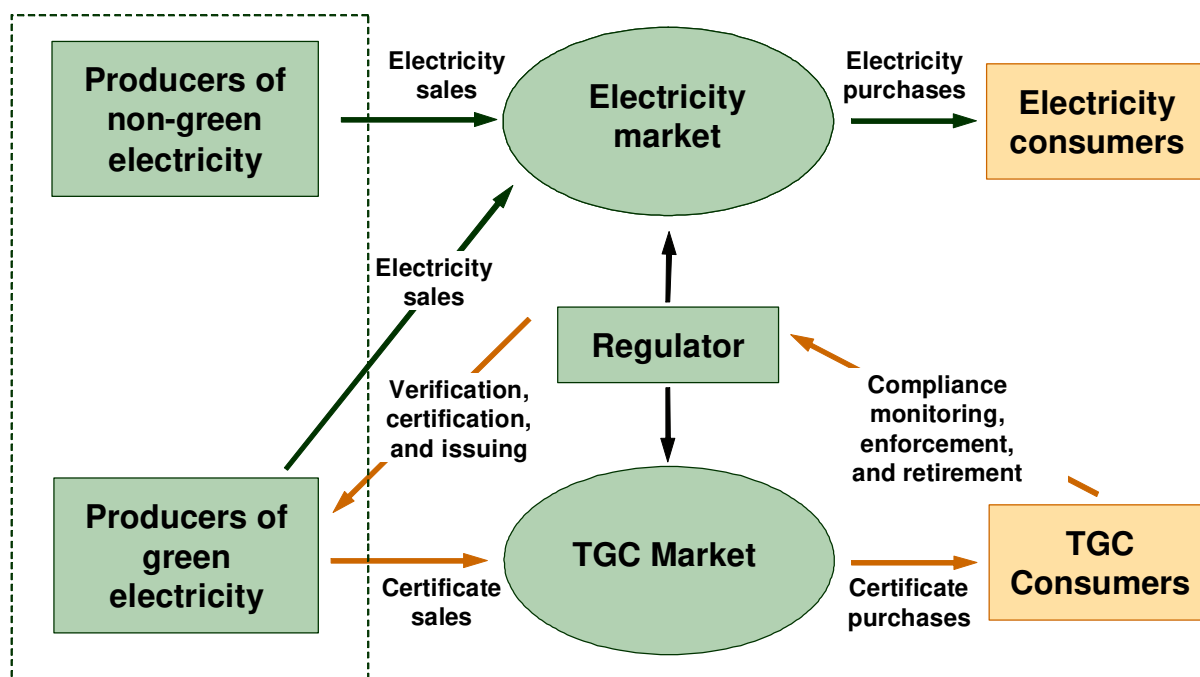 Producers of
non-green
electricity
Electricity
sales
Electricity
market
Electricity
purchases
Electricity
consumers
Electricity
sales
Regulator
Verification,
certification,
and issuing
Compliance
monitoring,
enforcement,
and retirement
Producers of
green
electricity
Certificate
sales
TGC Market
Certificate
purchases
TGC
Consumers